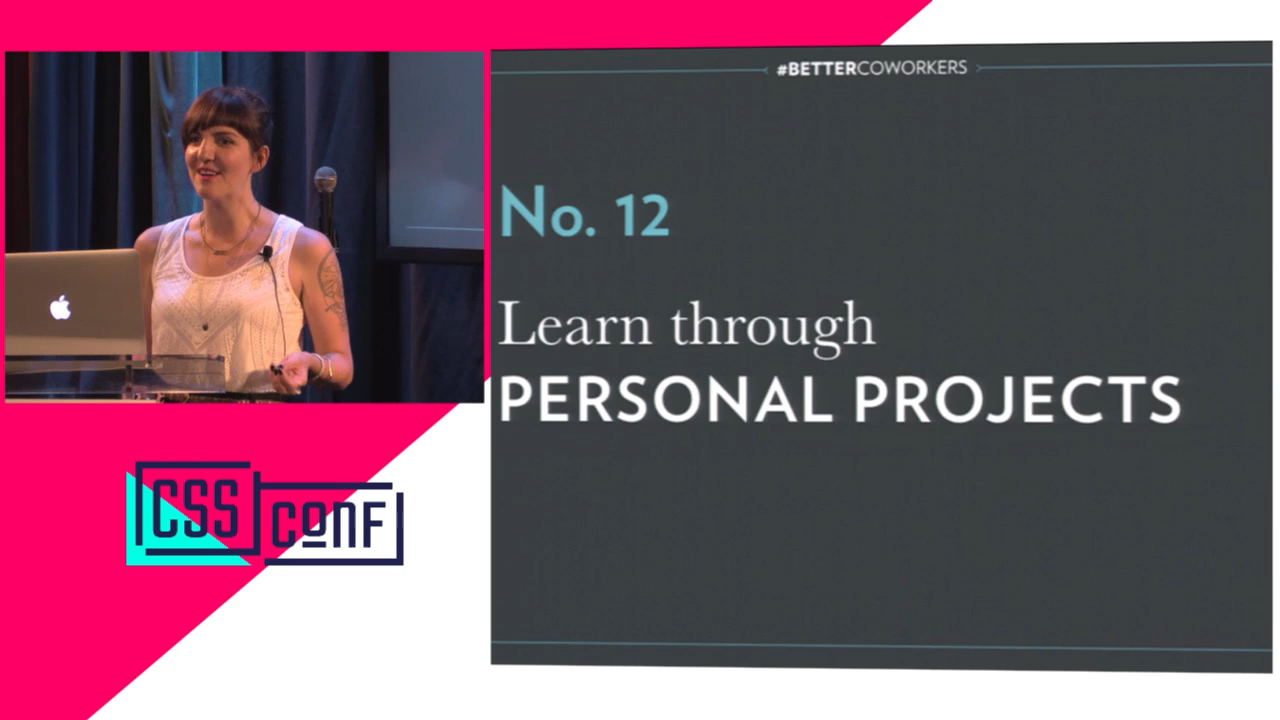 #BETTERCOWORKERS
No. 12
Learn through
PERSONAL PROJECTS
CSS
CONF